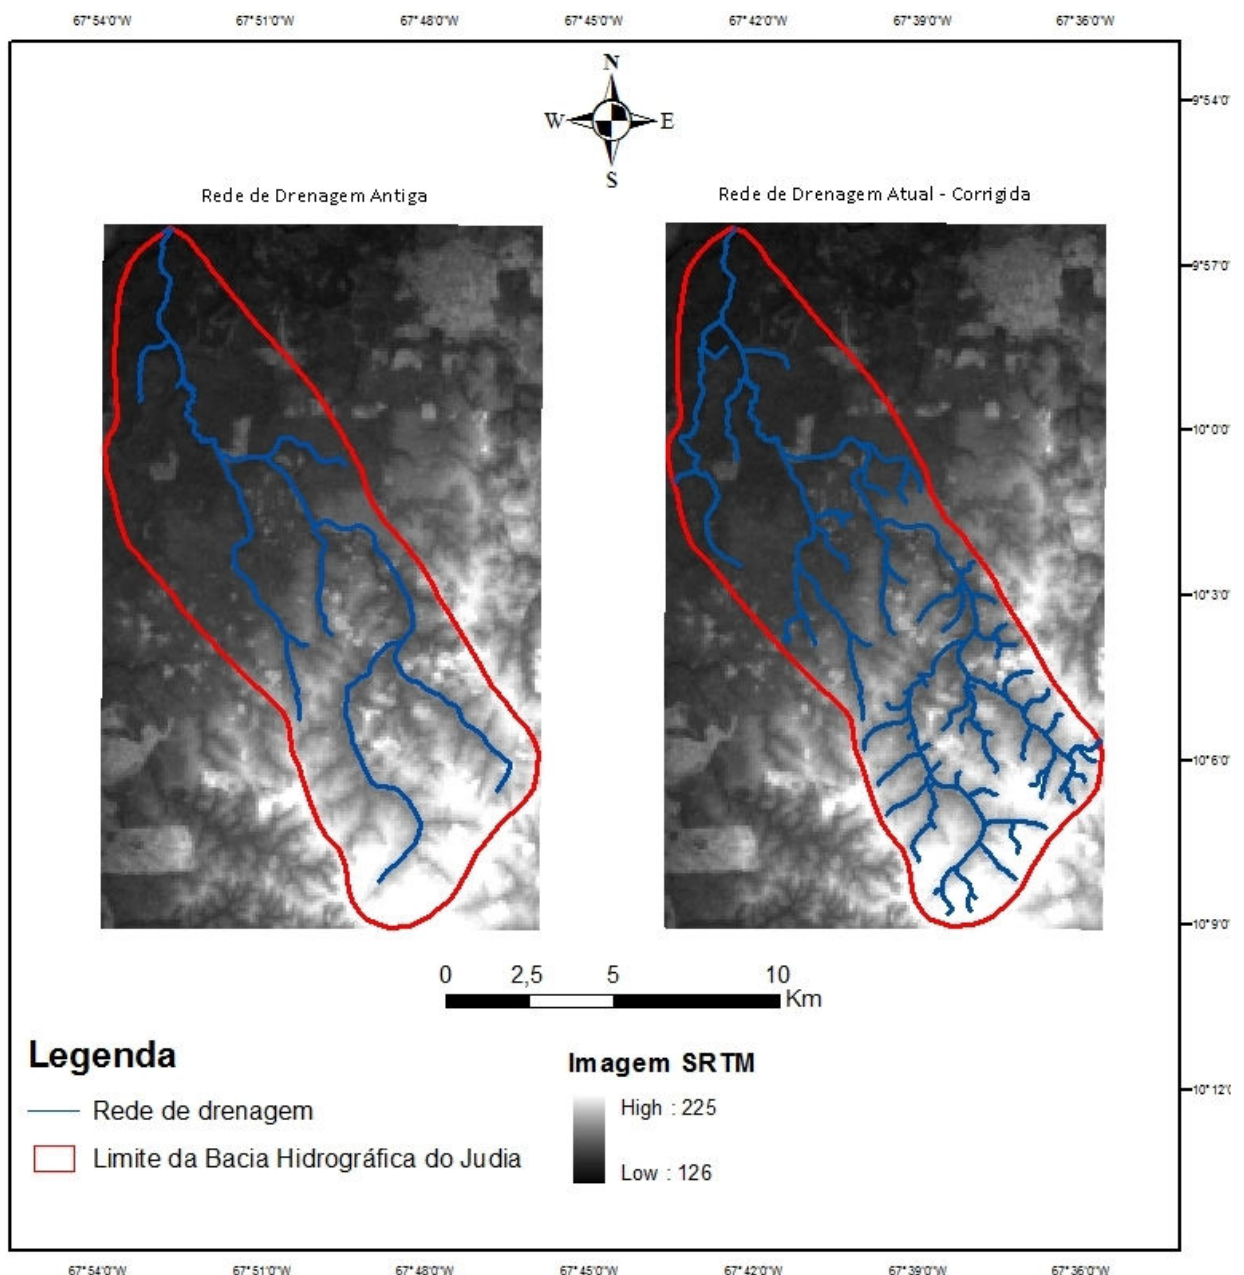 67°54'0"W 67°51'0"W 67°48'0"W 67°45'0"W 67°42'0"W 67°39'0"W 67°36'0"W
N
W E
S
9°54'0'
Rede de Drenagem Antiga
Rede de Drenagem Atual - Corrigida
9°57'0'
10°0'0'
10°3'0'
10°6'0'
10°9'0'
0 2,5 5 10
Km
Legenda
Rede de drenagem
Limite da Bacia Hidrográfica do Judia
Imagem SRTM
High : 225
Low : 126
10°12'0
67°54'0"W 67°51'0"W 67°48'0"W 67°45'0"W 67°42'0"W 67°39'0"W 67°36'0"W